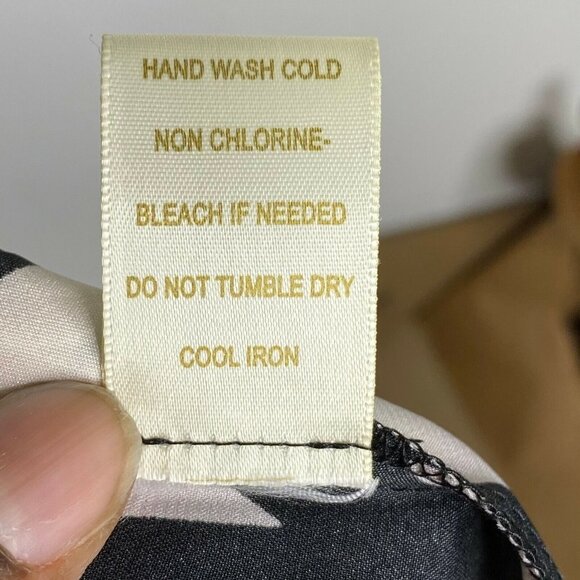 HAND WASH COLD
NON CHLORINE-
BLEACH IF NEEDED
DO NOT TUMBLE DRY
COOL IRON